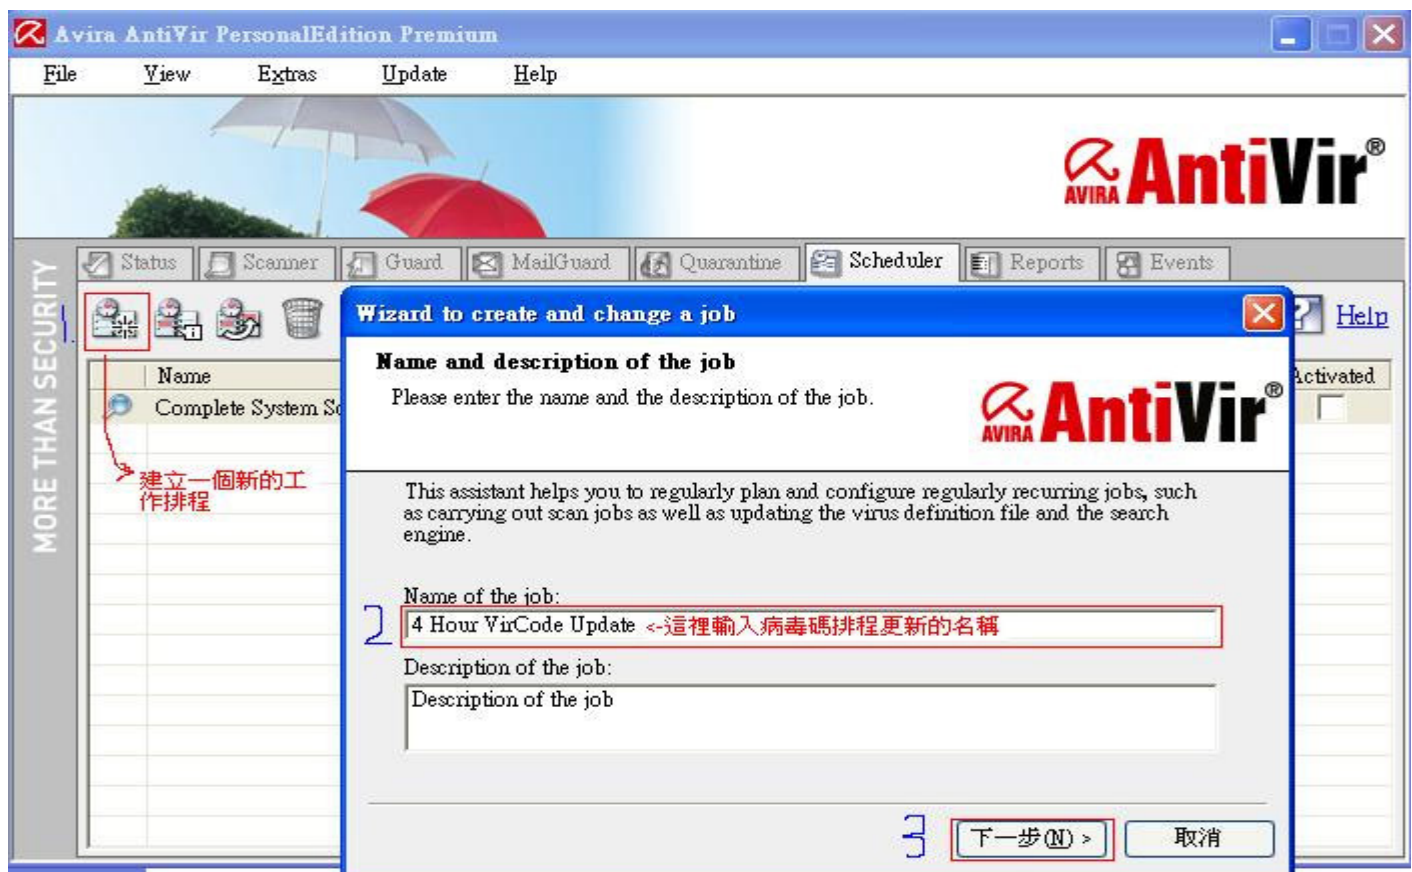 Avira AntiVir PersonalEdition Premium
File View Extras Update Help
AVIRA AntiVir®
MORE THAN SECURITY
Status Scanner Guard MailGuard Quarantine Scheduler Reports Events
1.
Help
Name
Activated
Complete System Sc
建立一個新的工
作排程
Wizard to create and change a job
Name and description of the job
Please enter the name and the description of the job.
AVIRA AntiVir®
This assistant helps you to regularly plan and configure regularly recurring jobs, such
as carrying out scan jobs as well as updating the virus definition file and the search
engine.
Name of the job:
2
4 Hour VirCode Update <-這裡輸入病毒碼排程更新的名稱
Description of the job:
Description of the job
3 下一步(N) > 取消